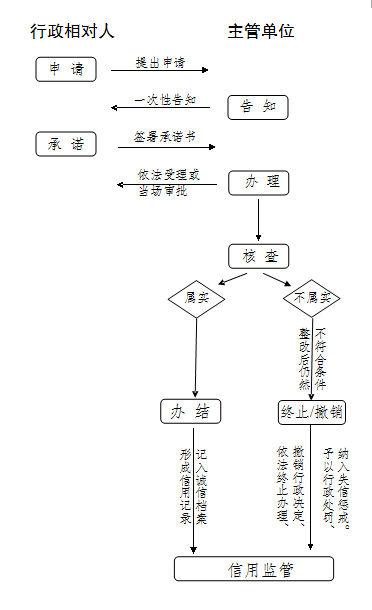 行政相对人
主管单位
申 请
提出申请
一次性告知
告 知
承 诺
签署承诺书
依法受理或
当场审批
办 理
核 查
属实
不属实
不符合条件
整改后仍然
办 结
终止/撤销
记入诚信档案
形成信用记录
撤销行政决定、
依法终止办理、
纳入失信惩戒。
予以行政处罚、
信用监管